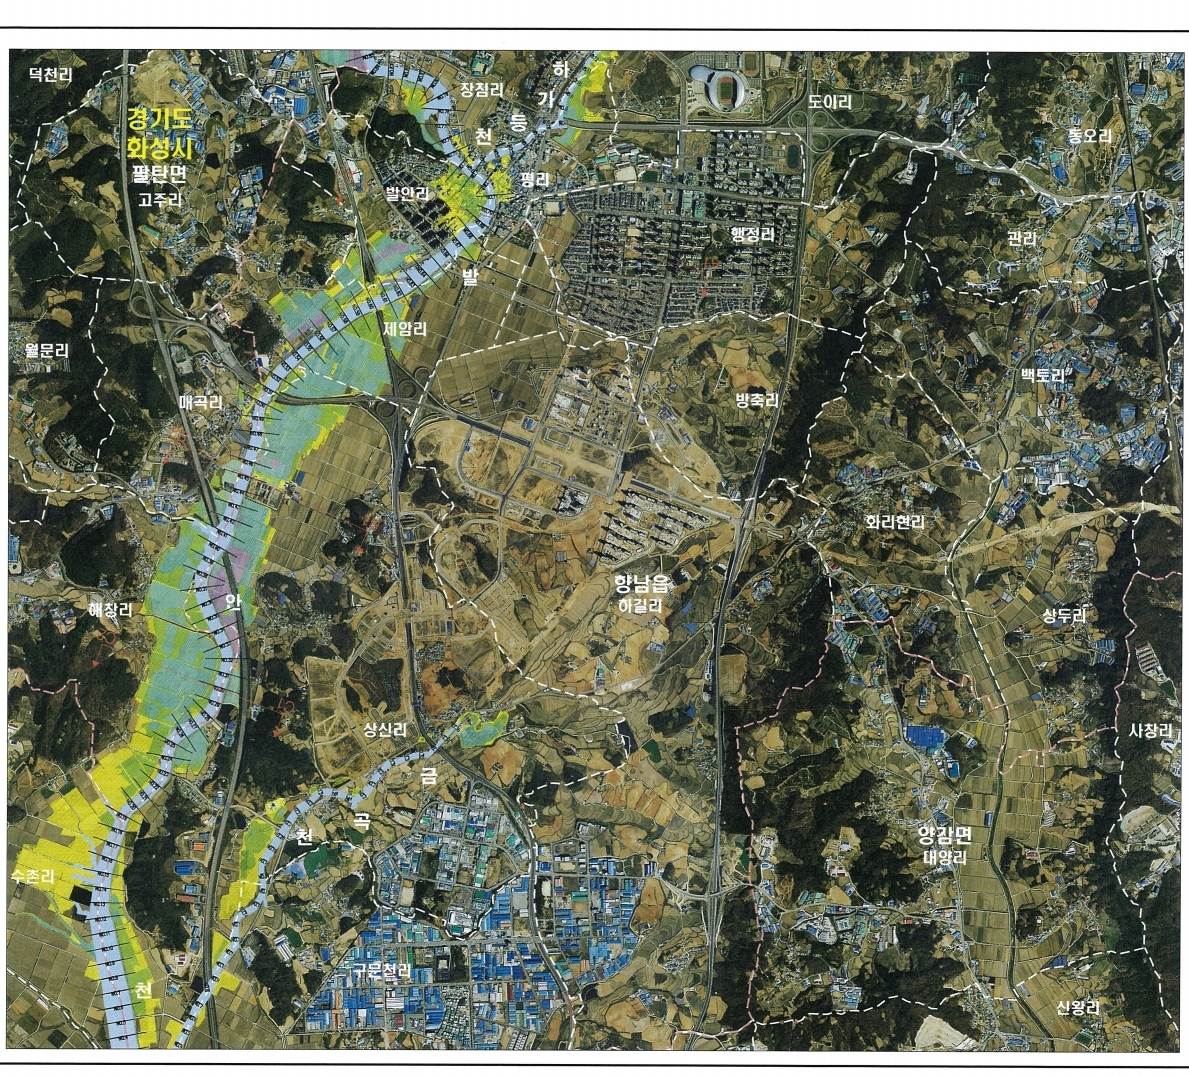 덕천리
장짐리
하
가
등
천
도이리
동오리
경기도
화성시
팔탄면
고주리
발안리
평리
행정리
관리
발
제암리
월문리
매곡리
방축리
백토리
화리현리
향남읍
하길리
안
해창리
상두리
상신리
사창리
금
곡
천
양감면
대양리
수촌리
구문천리
천
신왕리